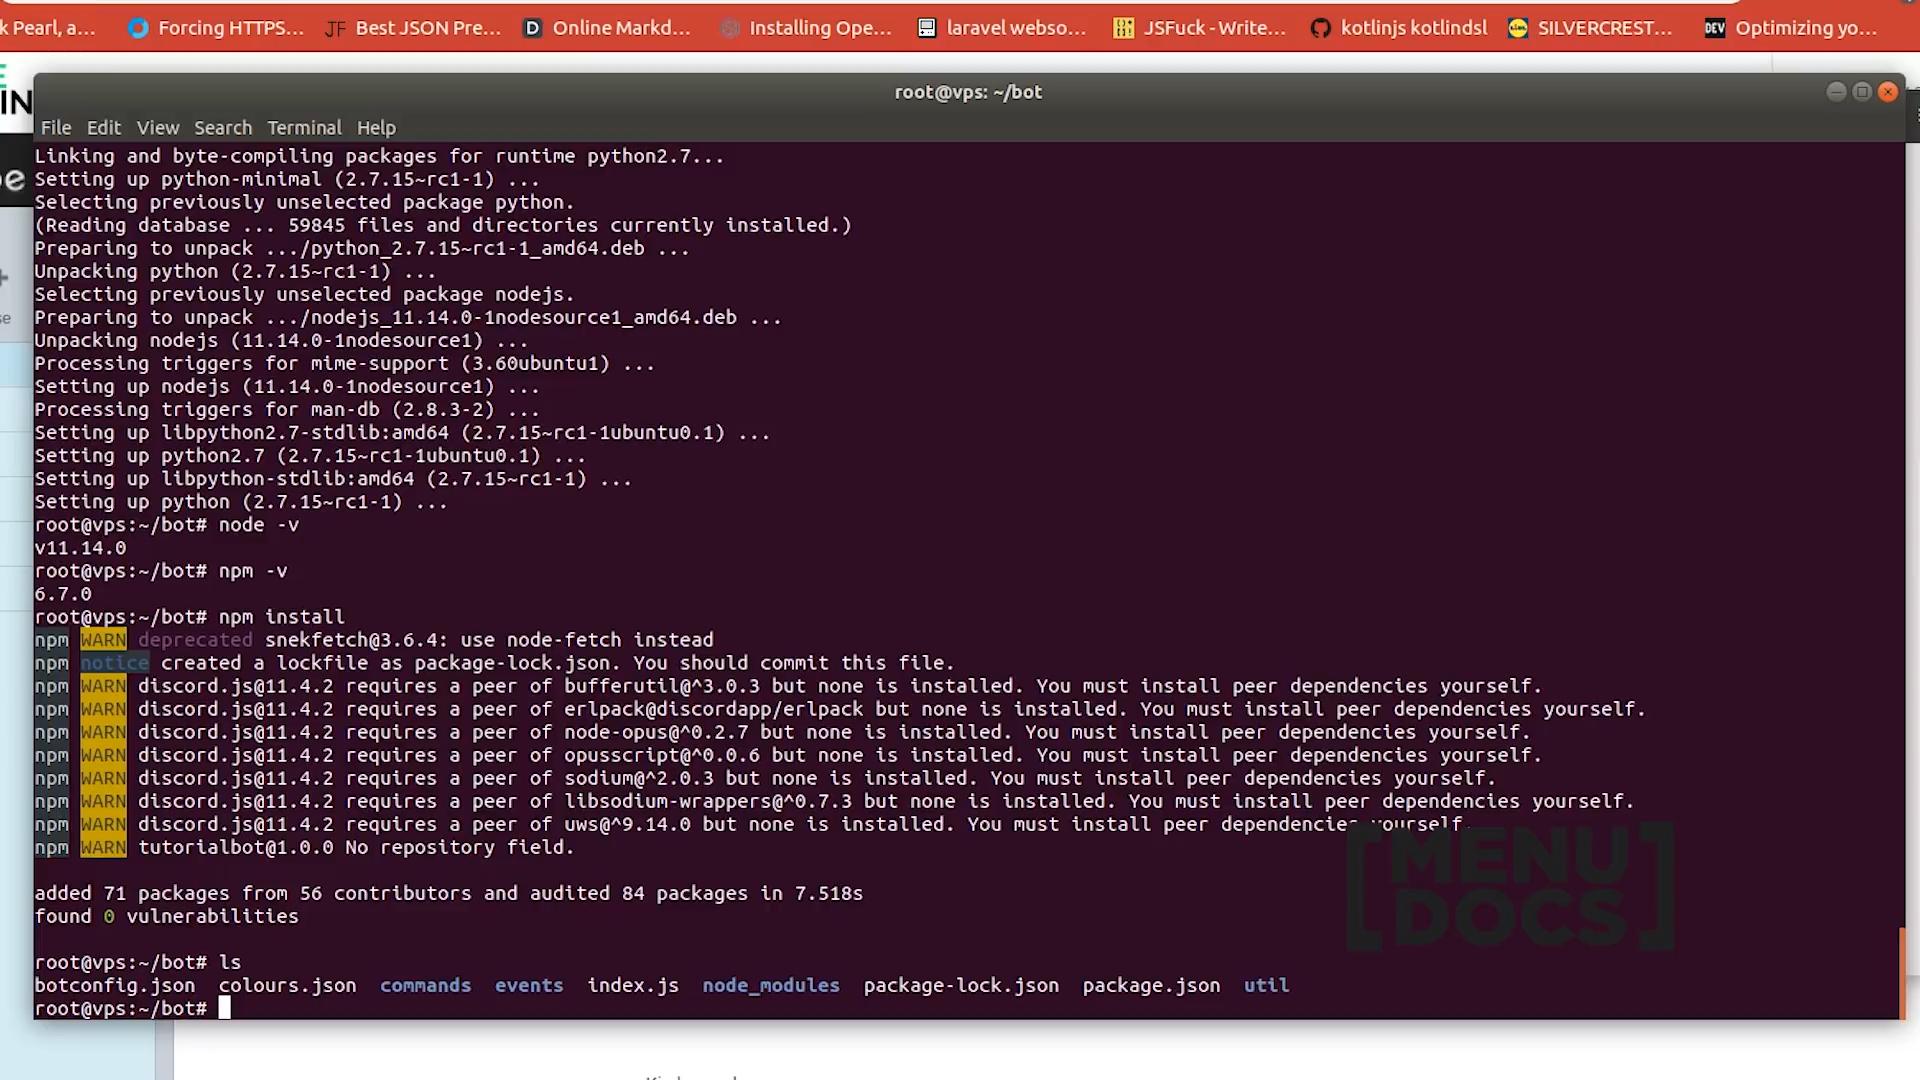 k Pearl, a... Forcing HTTPS... JF Best JSON Pre... D Online Markd... Installing Ope... laravel webso... JSFuck - Write... kotlinjs kotlindsl SILVERCREST... DEV Optimizing yo...
root@vps: ~/bot
File Edit View Search Terminal Help
Linking and byte-compiling packages for runtime python2.7...
Setting up python-minimal (2.7.15~rc1-1) ...
Selecting previously unselected package python.
(Reading database ... 59845 files and directories currently installed.)
Preparing to unpack .../python_2.7.15~rc1-1_amd64.deb ...
Unpacking python (2.7.15~rc1-1) ...
Selecting previously unselected package nodejs.
Preparing to unpack .../nodejs_11.14.0-1nodesource1_amd64.deb ...
Unpacking nodejs (11.14.0-1nodesource1) ...
Processing triggers for mime-support (3.60ubuntu1) ...
Setting up nodejs (11.14.0-1nodesource1) ...
Processing triggers for man-db (2.8.3-2) ...
Setting up libpython2.7-stdlib:amd64 (2.7.15~rc1-1ubuntu0.1) ...
Setting up python2.7 (2.7.15~rc1-1ubuntu0.1) ...
Setting up libpython-stdlib:amd64 (2.7.15~rc1-1) ...
Setting up python (2.7.15~rc1-1) ...
root@vps:~/bot# node -v
v11.14.0
root@vps:~/bot# npm -v
6.7.0
root@vps:~/bot# npm install
npm WARN deprecated snekfetch@3.6.4: use node-fetch instead
npm notice created a lockfile as package-lock.json. You should commit this file.
npm WARN discord.js@11.4.2 requires a peer of bufferutil@^3.0.3 but none is installed. You must install peer dependencies yourself.
npm WARN discord.js@11.4.2 requires a peer of erlpack@discordapp/erlpack but none is installed. You must install peer dependencies yourself.
npm WARN discord.js@11.4.2 requires a peer of node-opus@^0.2.7 but none is installed. You must install peer dependencies yourself.
npm WARN discord.js@11.4.2 requires a peer of opusscript@^0.0.6 but none is installed. You must install peer dependencies yourself.
npm WARN discord.js@11.4.2 requires a peer of sodium@^2.0.3 but none is installed. You must install peer dependencies yourself.
npm WARN discord.js@11.4.2 requires a peer of libsodium-wrappers@^0.7.3 but none is installed. You must install peer dependencies yourself.
npm WARN discord.js@11.4.2 requires a peer of uws@^9.14.0 but none is installed. You must install peer dependencies yourself.
npm WARN tutorialbot@1.0.0 No repository field.
added 71 packages from 56 contributors and audited 84 packages in 7.518s
found 0 vulnerabilities
root@vps:~/bot# ls
botconfig.json colours.json commands events index.js node_modules package-lock.json package.json util
root@vps:~/bot#
[MENU
DOCS]